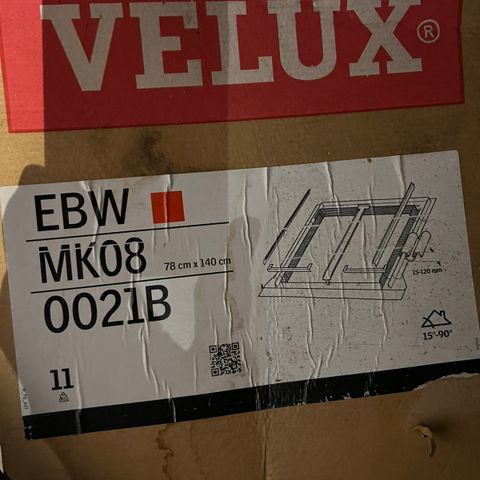 VELUX®
EBW
MK08 78 cm x 140 cm
0021B
15-120 mm
15°-90°
11